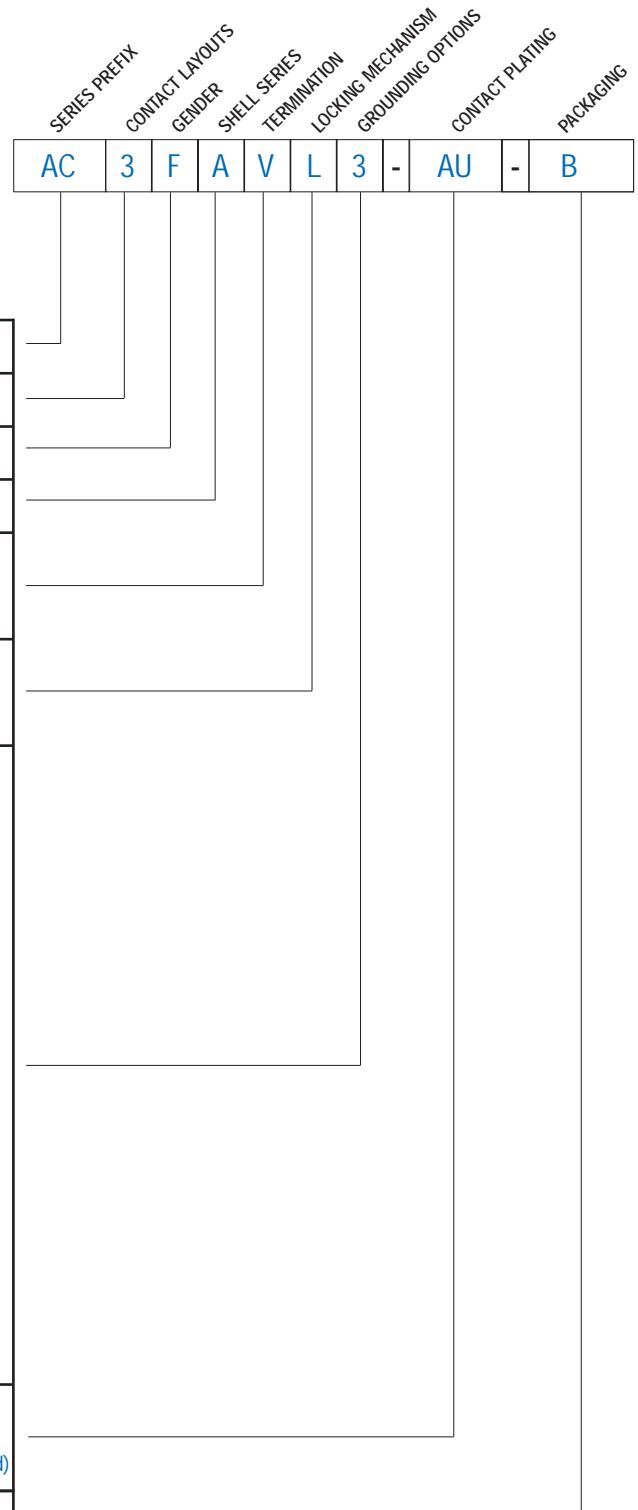 SERIES PREFIX
CONTACT LAYOUTS
GENDER
SHELL SERIES
TERMINATION
LOCKING MECHANISM
GROUNDING OPTIONS
CONTACT PLATING
PACKAGING
AC 3 F A V L 3 - AU - B
d)